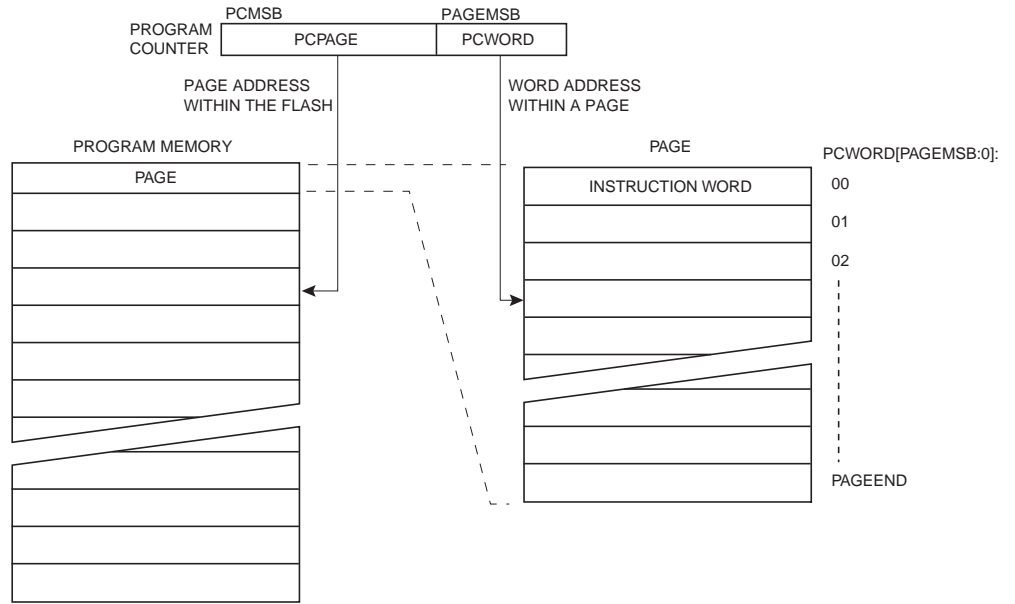 PCMSB PAGEMSB
PROGRAM
COUNTER
PCPAGE PCWORD
PAGE ADDRESS
WITHIN THE FLASH
WORD ADDRESS
WITHIN A PAGE
PROGRAM MEMORY
PAGE
PAGE
INSTRUCTION WORD
PCWORD[PAGEMSB:0]:
00
01
02
PAGEEND